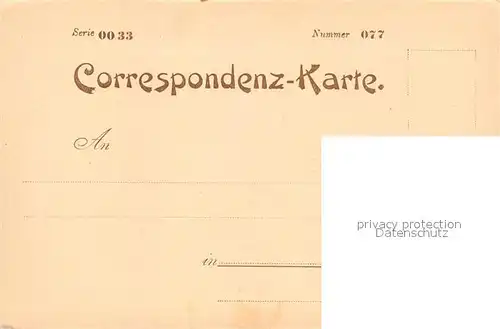 Serie 0033 Nummer 077
Correspondenz-Karte.
An
privacy protection
Datenschutz
in